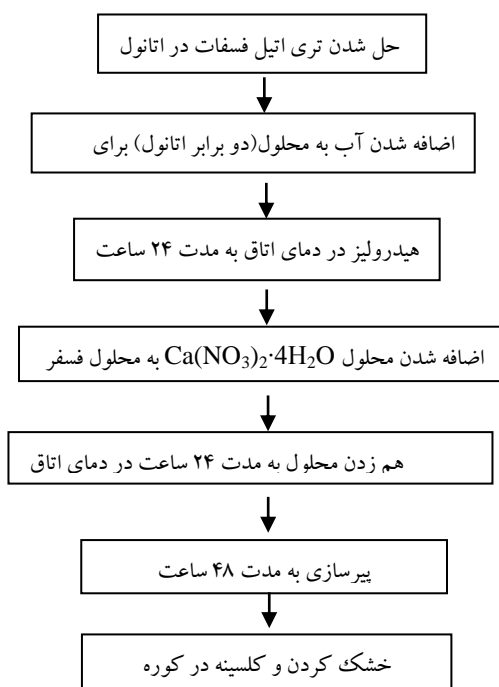 حل شدن تری اتیل فسفات در اتانول
اضافه شدن آب به محلول(دو برابر اتانول) برای
هیدرولیز در دمای اتاق به مدت ۲۴ ساعت
اضافه شدن محلول Ca(NO₃)₂·4H₂O به محلول فسفر
هم زدن محلول به مدت ۲۴ ساعت در دمای اتاق
پیرسازی به مدت ۴۸ ساعت
خشک کردن و کلسینه در کوره